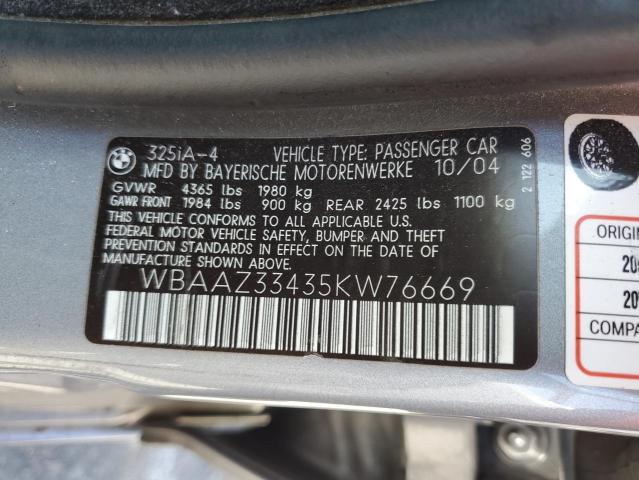 BMW
325iA-4 VEHICLE TYPE: PASSENGER CAR
MFD BY BAYERISCHE MOTORENWERKE 10/04
GVWR 4365 lbs 1980 kg
GAWR FRONT 1984 lbs 900 kg REAR 2425 lbs 1100 kg
THIS VEHICLE CONFORMS TO ALL APPLICABLE U.S.
FEDERAL MOTOR VEHICLE SAFETY, BUMPER AND THEFT
PREVENTION STANDARDS IN EFFECT ON THE DATE
OF MANUFACTURE SHOWN ABOVE.
WBAAZ33435KW76669
2 122 606
ORIGIN
20
20
COMPA